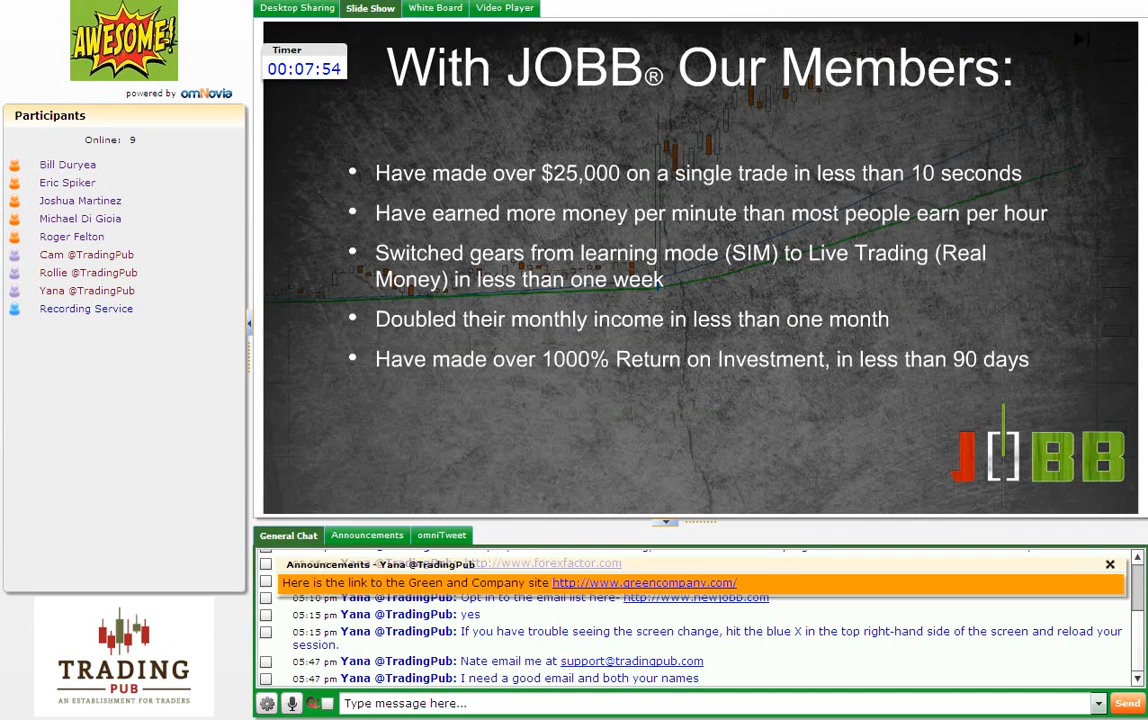 AWESOME!
powered by omNovia
Participants
Online: 9
Bill Duryea
Eric Spiker
Joshua Martinez
Michael Di Gioia
Roger Felton
Cam @TradingPub
Rollie @TradingPub
Yana @TradingPub
Recording Service
TRADING
PUB
AN ESTABLISHMENT FOR TRADERS
Desktop Sharing Slide Show White Board Video Player
Timer
00:07:54
With JOBB® Our Members:
• Have made over $25,000 on a single trade in less than 10 seconds
• Have earned more money per minute than most people earn per hour
• Switched gears from learning mode (SIM) to Live Trading (Real
Money) in less than one week
• Doubled their monthly income in less than one month
• Have made over 1000% Return on Investment, in less than 90 days
J[]BB
General Chat Announcements omniTweet
Yana @TradingPub: http://www.forexfactor.com
Announcements - Yana @TradingPub
Here is the link to the Green and Company site http://www.greencompany.com/
05:10 Yana @TradingPub: Opt in to the email list here- http://www.newjobb.com
05:15 Yana @TradingPub: yes
05:15 Yana @TradingPub: If you have trouble seeing the screen change, hit the blue X in the top right-hand side of the screen and reload your
session.
05:47 Yana @TradingPub: Nate email me at support@tradingpub.com
05:47 Yana @TradingPub: I need a good email and both your names
Type message here...
Send